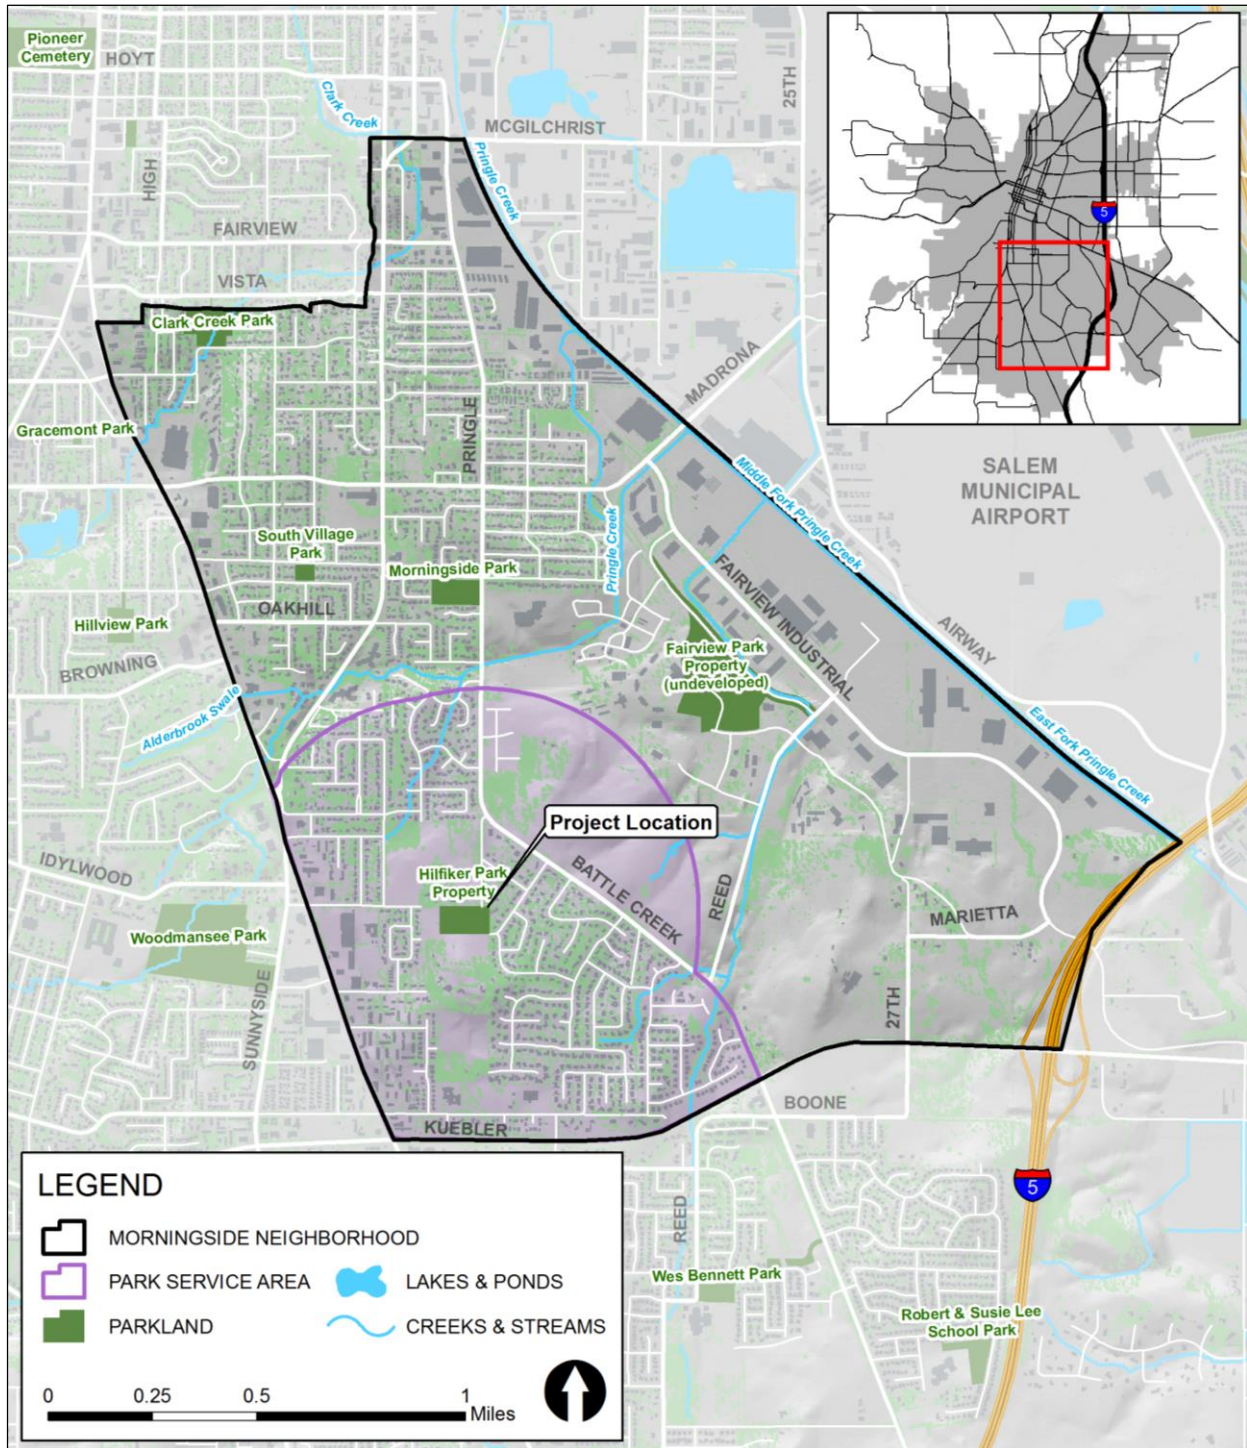 Pioneer
Cemetery
HOYT
Clark Creek
25TH
MCGILCHRIST
Pringle Creek
HIGH
FAIRVIEW
VISTA
5
Clark Creek Park
MADRONA
Gracemont Park
PRINGLE
Middle Fork Pringle Creek
SALEM
MUNICIPAL
AIRPORT
South Village
Park
Pringle Creek
Morningside Park
FAIRVIEW INDUSTRIAL
OAKHILL
Hillview Park
AIRWAY
Fairview Park
Property
(undeveloped)
BROWNING
Alderbrook Swale
East Fork Pringle Creek
Project Location
IDYLWOOD
Hilfiker Park
Property
BATTLE CREEK
REED
MARIETTA
Woodmansee Park
SUNNYSIDE
27TH
BOONE
KUEBLER
LEGEND
MORNINGSIDE NEIGHBORHOOD
PARK SERVICE AREA
LAKES & PONDS
PARKLAND
CREEKS & STREAMS
0 0.25 0.5 1
Miles
REED
5
Wes Bennett Park
Robert & Susie Lee
School Park